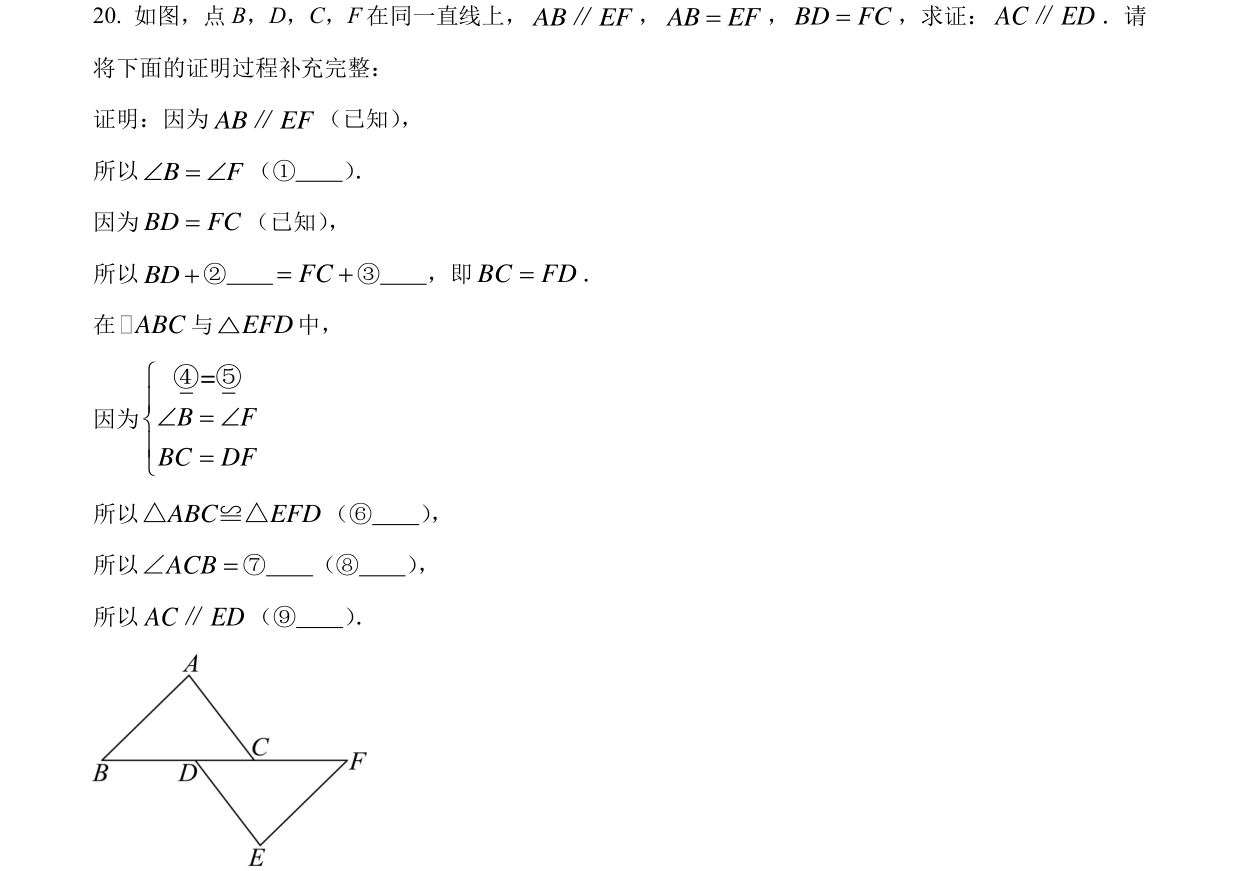 20. 如图，点 B，D，C，F 在同一直线上，AB∥EF，AB=EF，BD=FC，求证：AC∥ED．请
将下面的证明过程补充完整：
证明：因为 AB∥EF（已知），
所以∠B=∠F（①____）．
因为 BD=FC（已知），
所以 BD+②____=FC+③____，即 BC=FD．
在□ABC 与△EFD 中，
④=⑤
因为{∠B=∠F
BC=DF
所以△ABC≌△EFD（⑥____），
所以∠ACB=⑦____（⑧____），
所以 AC∥ED（⑨____）．
A
C
F
B
D
E